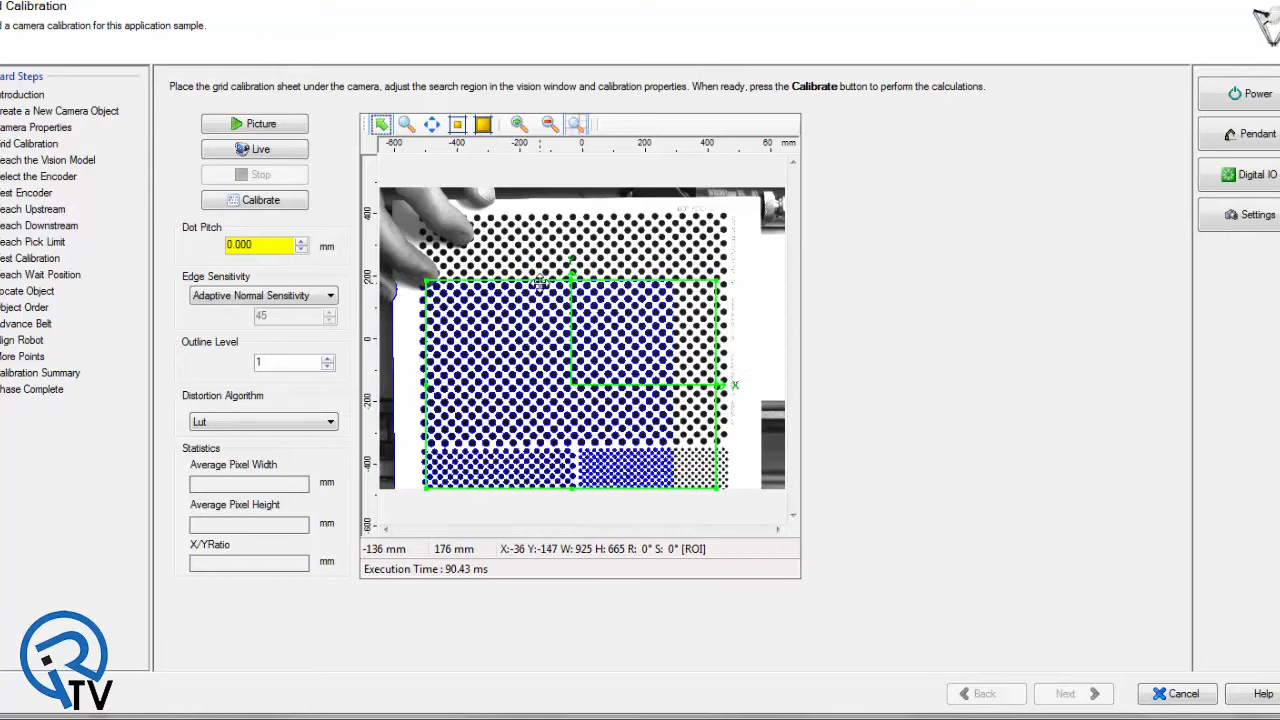 d Calibration
d a camera calibration for this application sample.
ard Steps
ntroduction
reate a New Camera Object
amera Properties
rid Calibration
each the Vision Model
elect the Encoder
est Encoder
each Upstream
each Downstream
each Pick Limit
est Calibration
each Wait Position
ocate Object
bject Order
dvance Belt
lign Robot
ore Points
alibration Summary
hase Complete
Place the grid calibration sheet under the camera, adjust the search region in the vision window and calibration properties. When ready, press the Calibrate button to perform the calculations.
Picture
Live
Stop
Calibrate
Dot Pitch
0.000 mm
Edge Sensitivity
Adaptive Normal Sensitivity
45
Outline Level
1
Distortion Algorithm
Lut
Statistics
Average Pixel Width
mm
Average Pixel Height
mm
X/YRatio
mm
-600 -400 -200 0 200 400 60 mm
400
200
0
-200
-400
-600
X
-136 mm 176 mm X:-36 Y:-147 W: 925 H: 665 R: 0° S: 0° [ROI]
Execution Time : 90.43 ms
Power
Pendant
Digital IO
Settings
TV
Back
Next
Cancel
Help